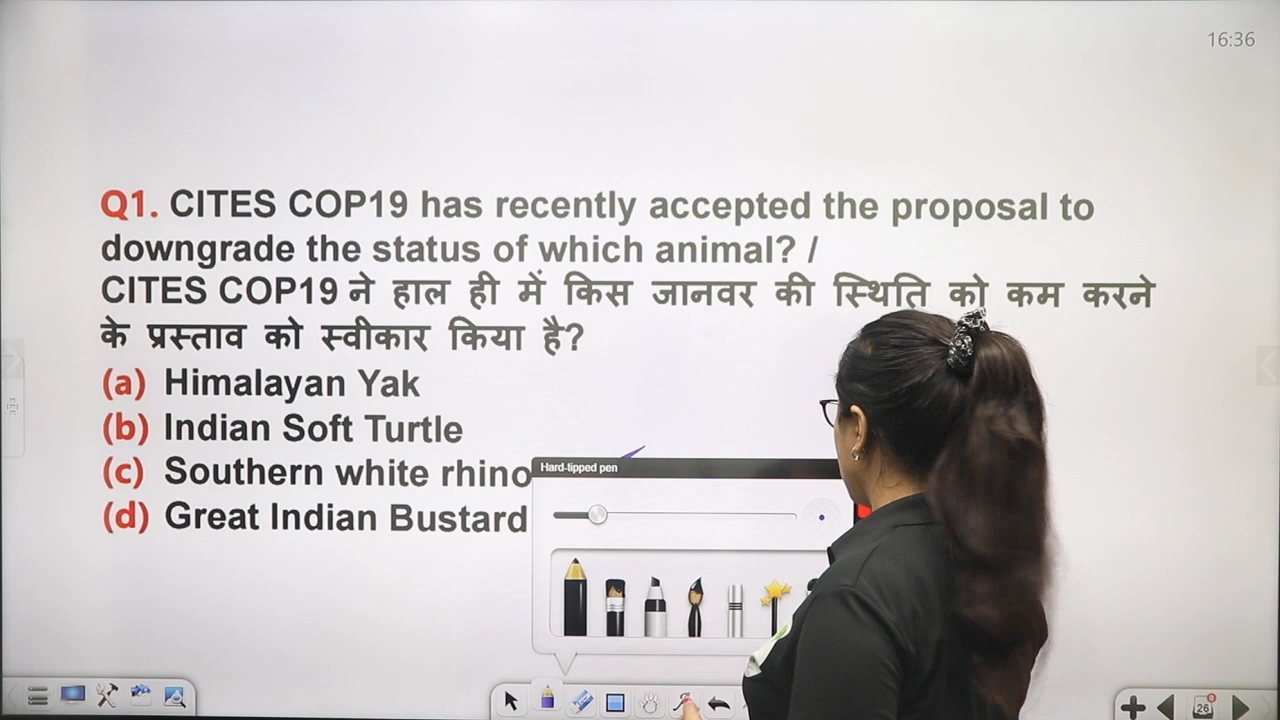 16:36
Q1. CITES COP19 has recently accepted the proposal to
downgrade the status of which animal? /
CITES COP19 ने हाल ही में किस जानवर की स्थिति को कम करने
के प्रस्ताव को स्वीकार किया है?
(a) Himalayan Yak
(b) Indian Soft Turtle
(c) Southern white rhino
(d) Great Indian Bustard
Hard-tipped pen
26